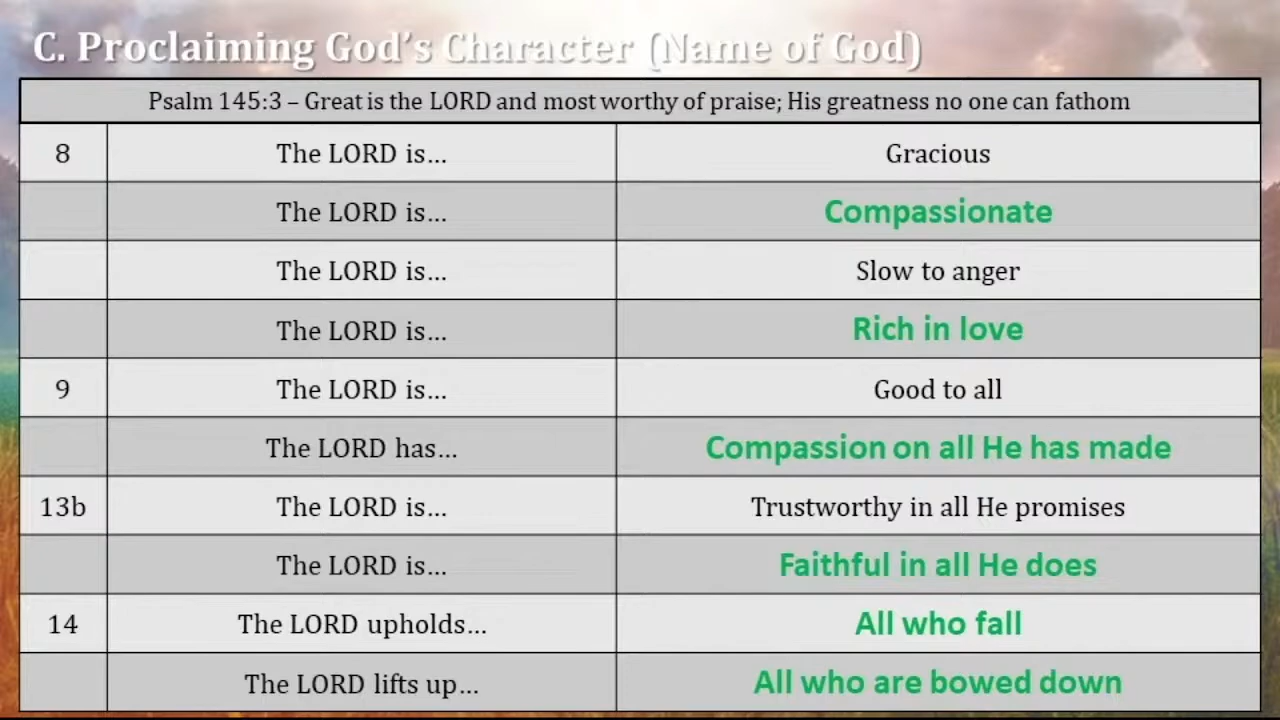 C. Proclaiming God's Character (Name of God)
Psalm 145:3 – Great is the LORD and most worthy of praise; His greatness no one can fathom
8 The LORD is... Gracious
The LORD is... Compassionate
The LORD is... Slow to anger
The LORD is... Rich in love
9 The LORD is... Good to all
The LORD has... Compassion on all He has made
13b The LORD is... Trustworthy in all He promises
The LORD is... Faithful in all He does
14 The LORD upholds... All who fall
The LORD lifts up... All who are bowed down